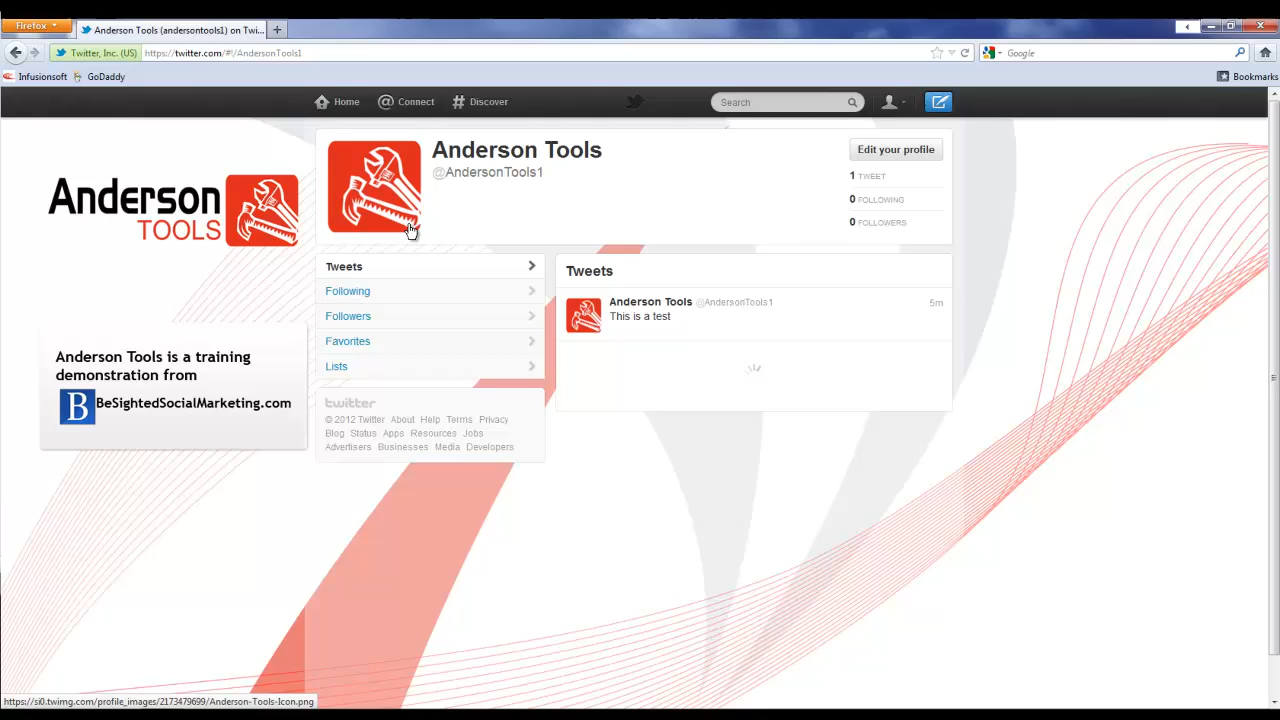 Firefox
Anderson Tools (andersontools1) on Twi...
Twitter, Inc. (US)
https://twitter.com/#!/AndersonTools1
Google
Infusionsoft
GoDaddy
Bookmarks
Home
Connect
Discover
Search
Anderson Tools
@AndersonTools1
Edit your profile
1 TWEET
0 FOLLOWING
0 FOLLOWERS
Anderson
TOOLS
Tweets
Following
Followers
Favorites
Lists
Tweets
Anderson Tools @AndersonTools1
5m
This is a test
Anderson Tools is a training
demonstration from
B BeSightedSocialMarketing.com
twitter
© 2012 Twitter About Help Terms Privacy
Blog Status Apps Resources Jobs
Advertisers Businesses Media Developers
https://si0.twimg.com/profile_images/2173479699/Anderson-Tools-Icon.png